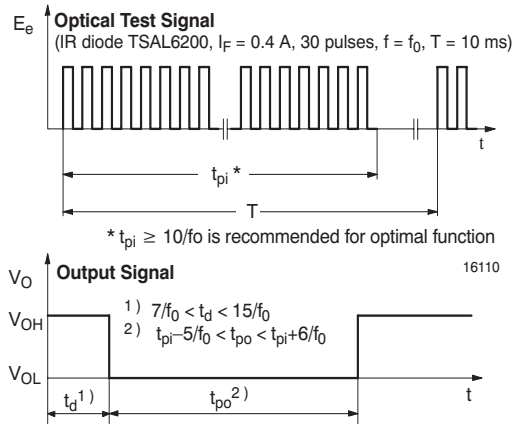 Eₑ Optical Test Signal
(IR diode TSAL6200, I_F = 0.4 A, 30 pulses, f = f₀, T = 10 ms)
t
t_pi *
T
* t_pi ≥ 10/fo is recommended for optimal function
V_O Output Signal 16110
V_OH
1) 7/f₀ < t_d < 15/f₀
2) t_pi–5/f₀ < t_po < t_pi+6/f₀
V_OL
t_d 1) t_po 2) t